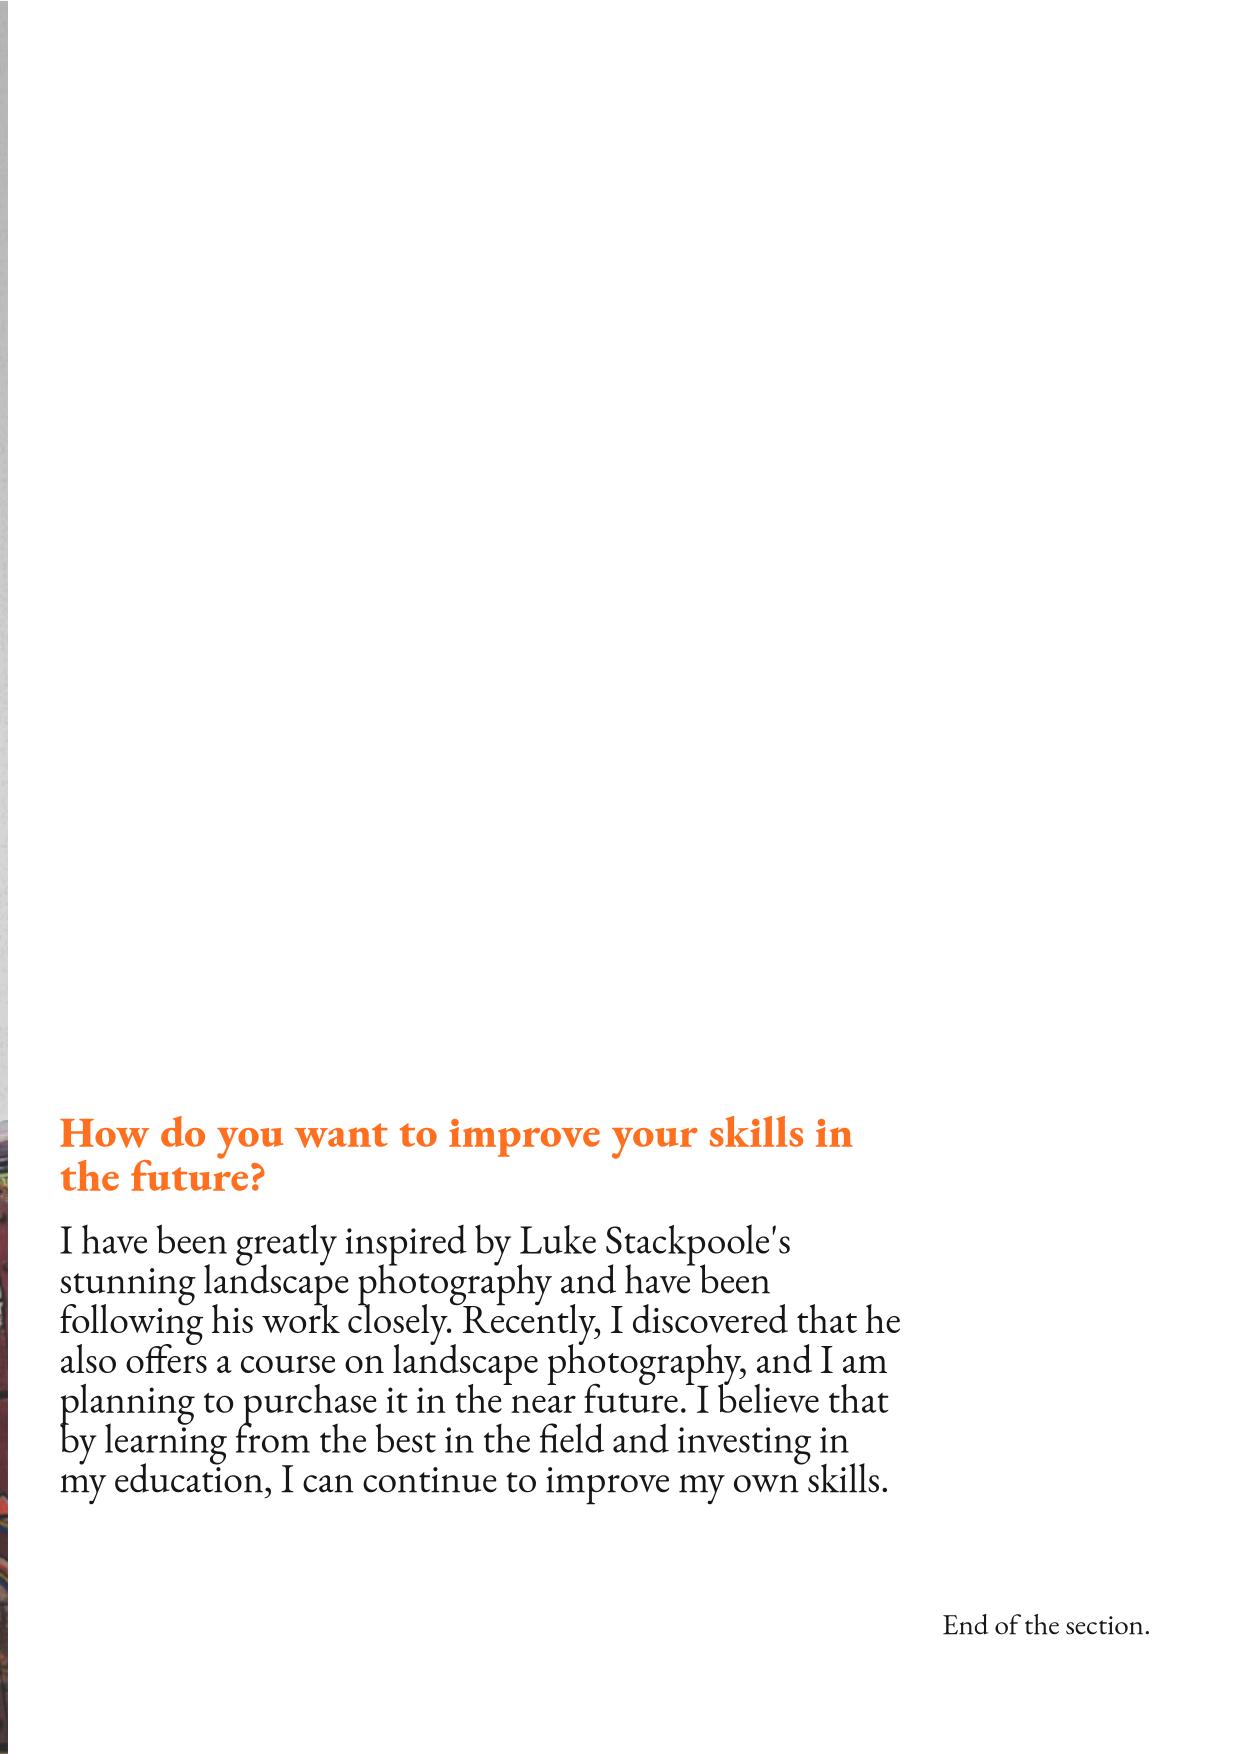 How do you want to improve your skills in
the future?
I have been greatly inspired by Luke Stackpoole's
stunning landscape photography and have been
following his work closely. Recently, I discovered that he
also offers a course on landscape photography, and I am
planning to purchase it in the near future. I believe that
by learning from the best in the field and investing in
my education, I can continue to improve my own skills.
End of the section.